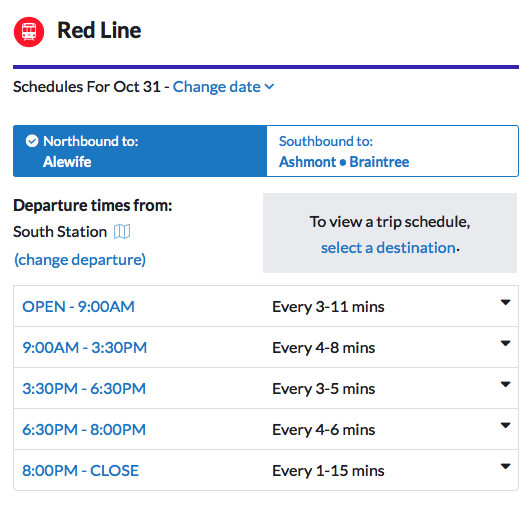 Red Line
Schedules For Oct 31 - Change date
Northbound to:
Alewife
Southbound to:
Ashmont • Braintree
Departure times from:
South Station
(change departure)
To view a trip schedule,
select a destination.
OPEN - 9:00AM Every 3-11 mins
9:00AM - 3:30PM Every 4-8 mins
3:30PM - 6:30PM Every 3-5 mins
6:30PM - 8:00PM Every 4-6 mins
8:00PM - CLOSE Every 1-15 mins